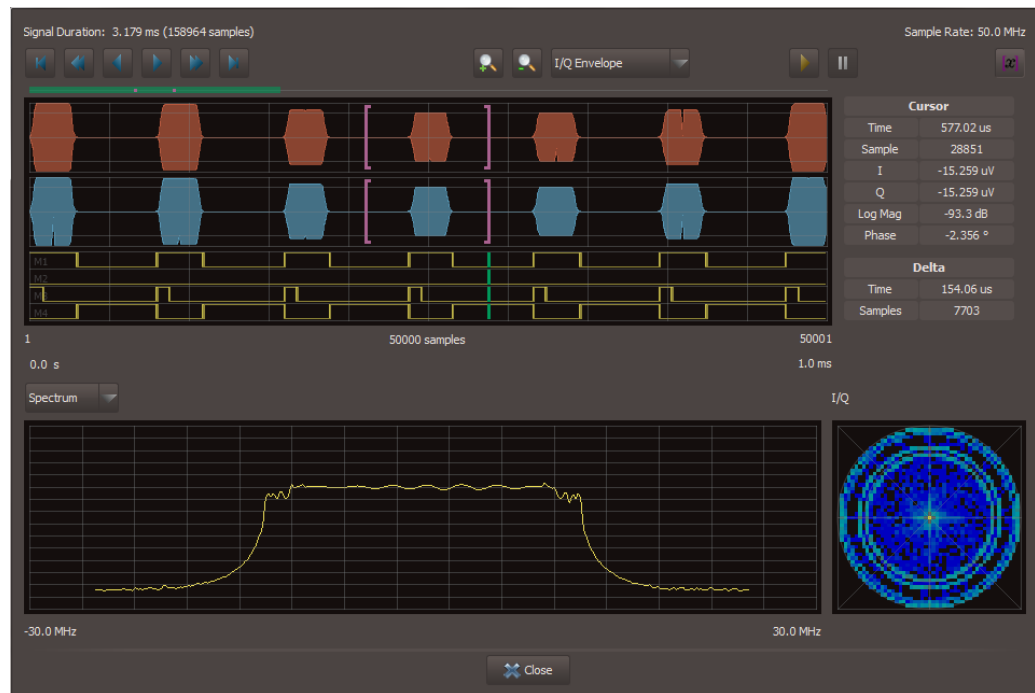 Signal Duration: 3.179 ms (158964 samples)
Sample Rate: 50.0 MHz
I/Q Envelope
x
Cursor
Time 577.02 us
Sample 28851
I -15.259 uV
Q -15.259 uV
Log Mag -93.3 dB
Phase -2.356 °
M1
M2
M3
M4
Delta
Time 154.06 us
Samples 7703
1 50000 samples 50001
0.0 s 1.0 ms
Spectrum
I/Q
-30.0 MHz 30.0 MHz
Close